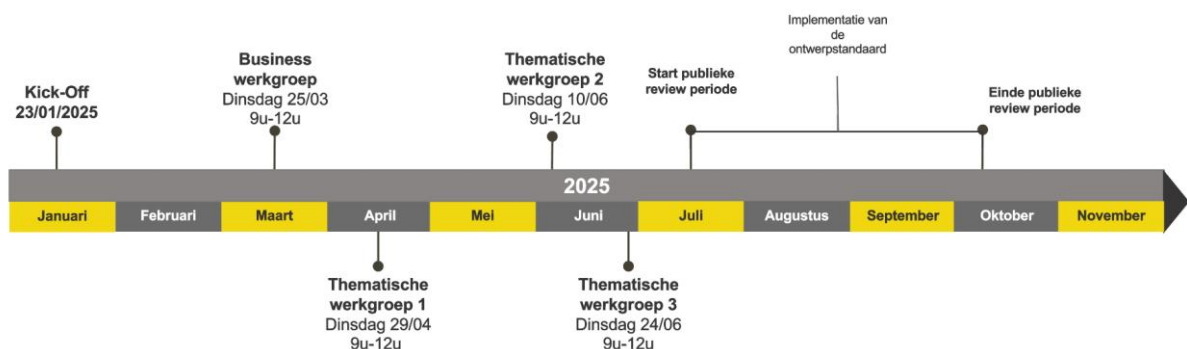 Kick-Off
23/01/2025
Business
werkgroep
Dinsdag 25/03
9u-12u
Thematische
werkgroep 2
Dinsdag 10/06
9u-12u
Start publieke
review periode
Implementatie van
de
ontwerpstandaard
Einde publieke
review periode
2025
Januari
Februari
Maart
April
Mei
Juni
Juli
Augustus
September
Oktober
November
Thematische
werkgroep 1
Dinsdag 29/04
9u-12u
Thematische
werkgroep 3
Dinsdag 24/06
9u-12u